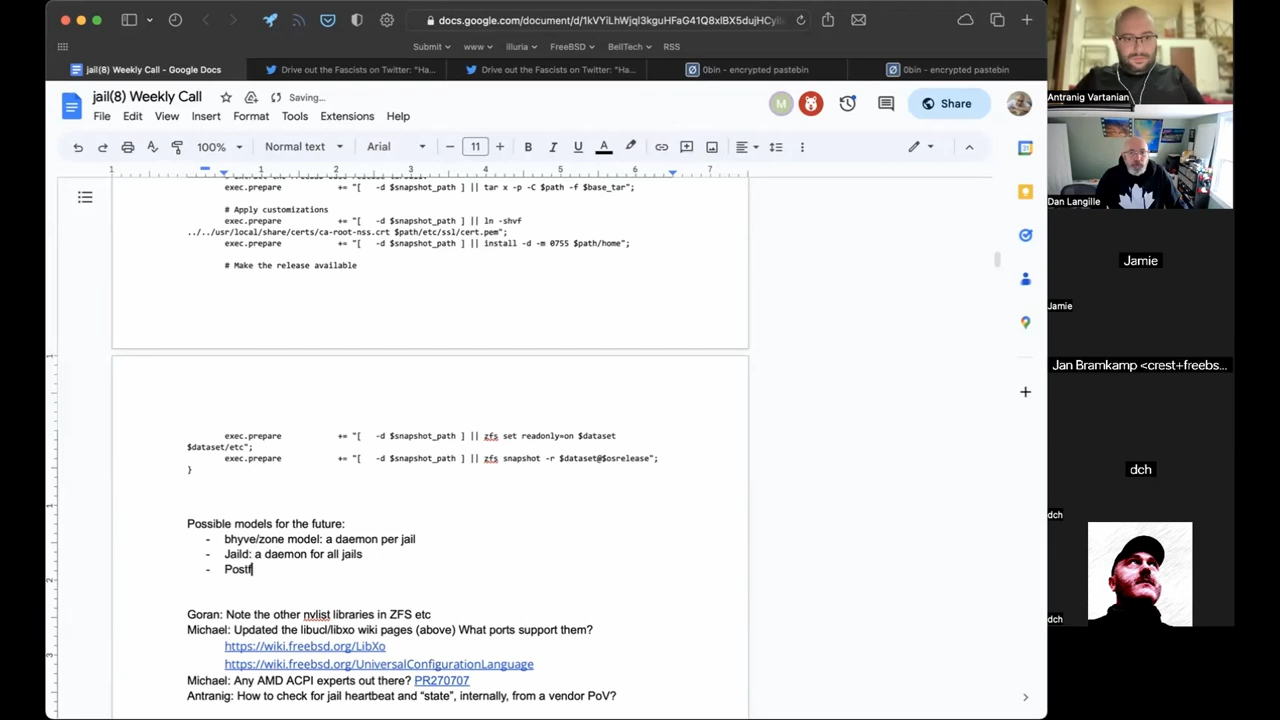 docs.google.com/document/d/1kVYiLhWjql3kguHFaG41Q8xlBX5dujHCyi
Submit www illuria FreeBSD BellTech RSS
jail(8) Weekly Call - Google Docs
Drive out the Fascists on Twitter: "Ha...
Drive out the Fascists on Twitter: "Ha...
0bin - encrypted pastebin
0bin - encrypted pastebin
jail(8) Weekly Call
Saving...
M
Share
File Edit View Insert Format Tools Extensions Help
100% Normal text Arial 11 B I U A
1 1 2 3 4 5 6 7
exec.prepare += "[ -d $snapshot_path ] || tar x -p -C $path -f $base_tar";
# Apply customizations
exec.prepare += "[ -d $snapshot_path ] || ln -shvf
../../usr/local/share/certs/ca-root-nss.crt $path/etc/ssl/cert.pem";
exec.prepare += "[ -d $snapshot_path ] || install -d -m 0755 $path/home";
# Make the release available
exec.prepare += "[ -d $snapshot_path ] || zfs set readonly=on $dataset
$dataset/etc";
exec.prepare += "[ -d $snapshot_path ] || zfs snapshot -r $dataset@$osrelease";
}
Possible models for the future:
- bhyve/zone model: a daemon per jail
- Jaild: a daemon for all jails
- Postf
Goran: Note the other nvlist libraries in ZFS etc
Michael: Updated the libucl/libxo wiki pages (above) What ports support them?
https://wiki.freebsd.org/LibXo
https://wiki.freebsd.org/UniversalConfigurationLanguage
Michael: Any AMD ACPI experts out there? PR270707
Antranig: How to check for jail heartbeat and “state”, internally, from a vendor PoV?
Antranig Vartanian
Dan Langille
Jamie
Jamie
Jan Bramkamp <crest+freebs...
dch
dch
dch